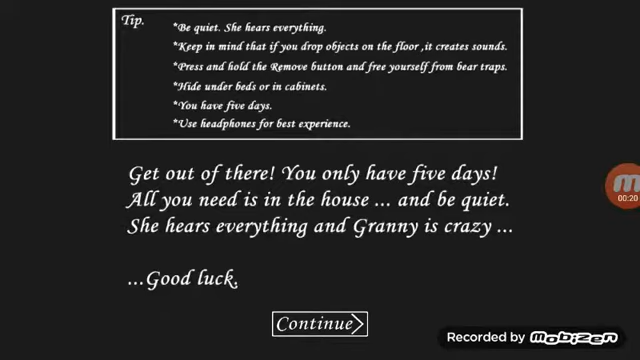 Tip.
*Be quiet. She hears everything.
*Keep in mind that if you drop objects on the floor ,it creates sounds.
*Press and hold the Remove button and free yourself from bear traps.
*Hide under beds or in cabinets.
*You have five days.
*Use headphones for best experience.
Get out of there! You only have five days!
All you need is in the house ... and be quiet.
She hears everything and Granny is crazy ...
...Good luck.
Continue
00:20
Recorded by mobizen